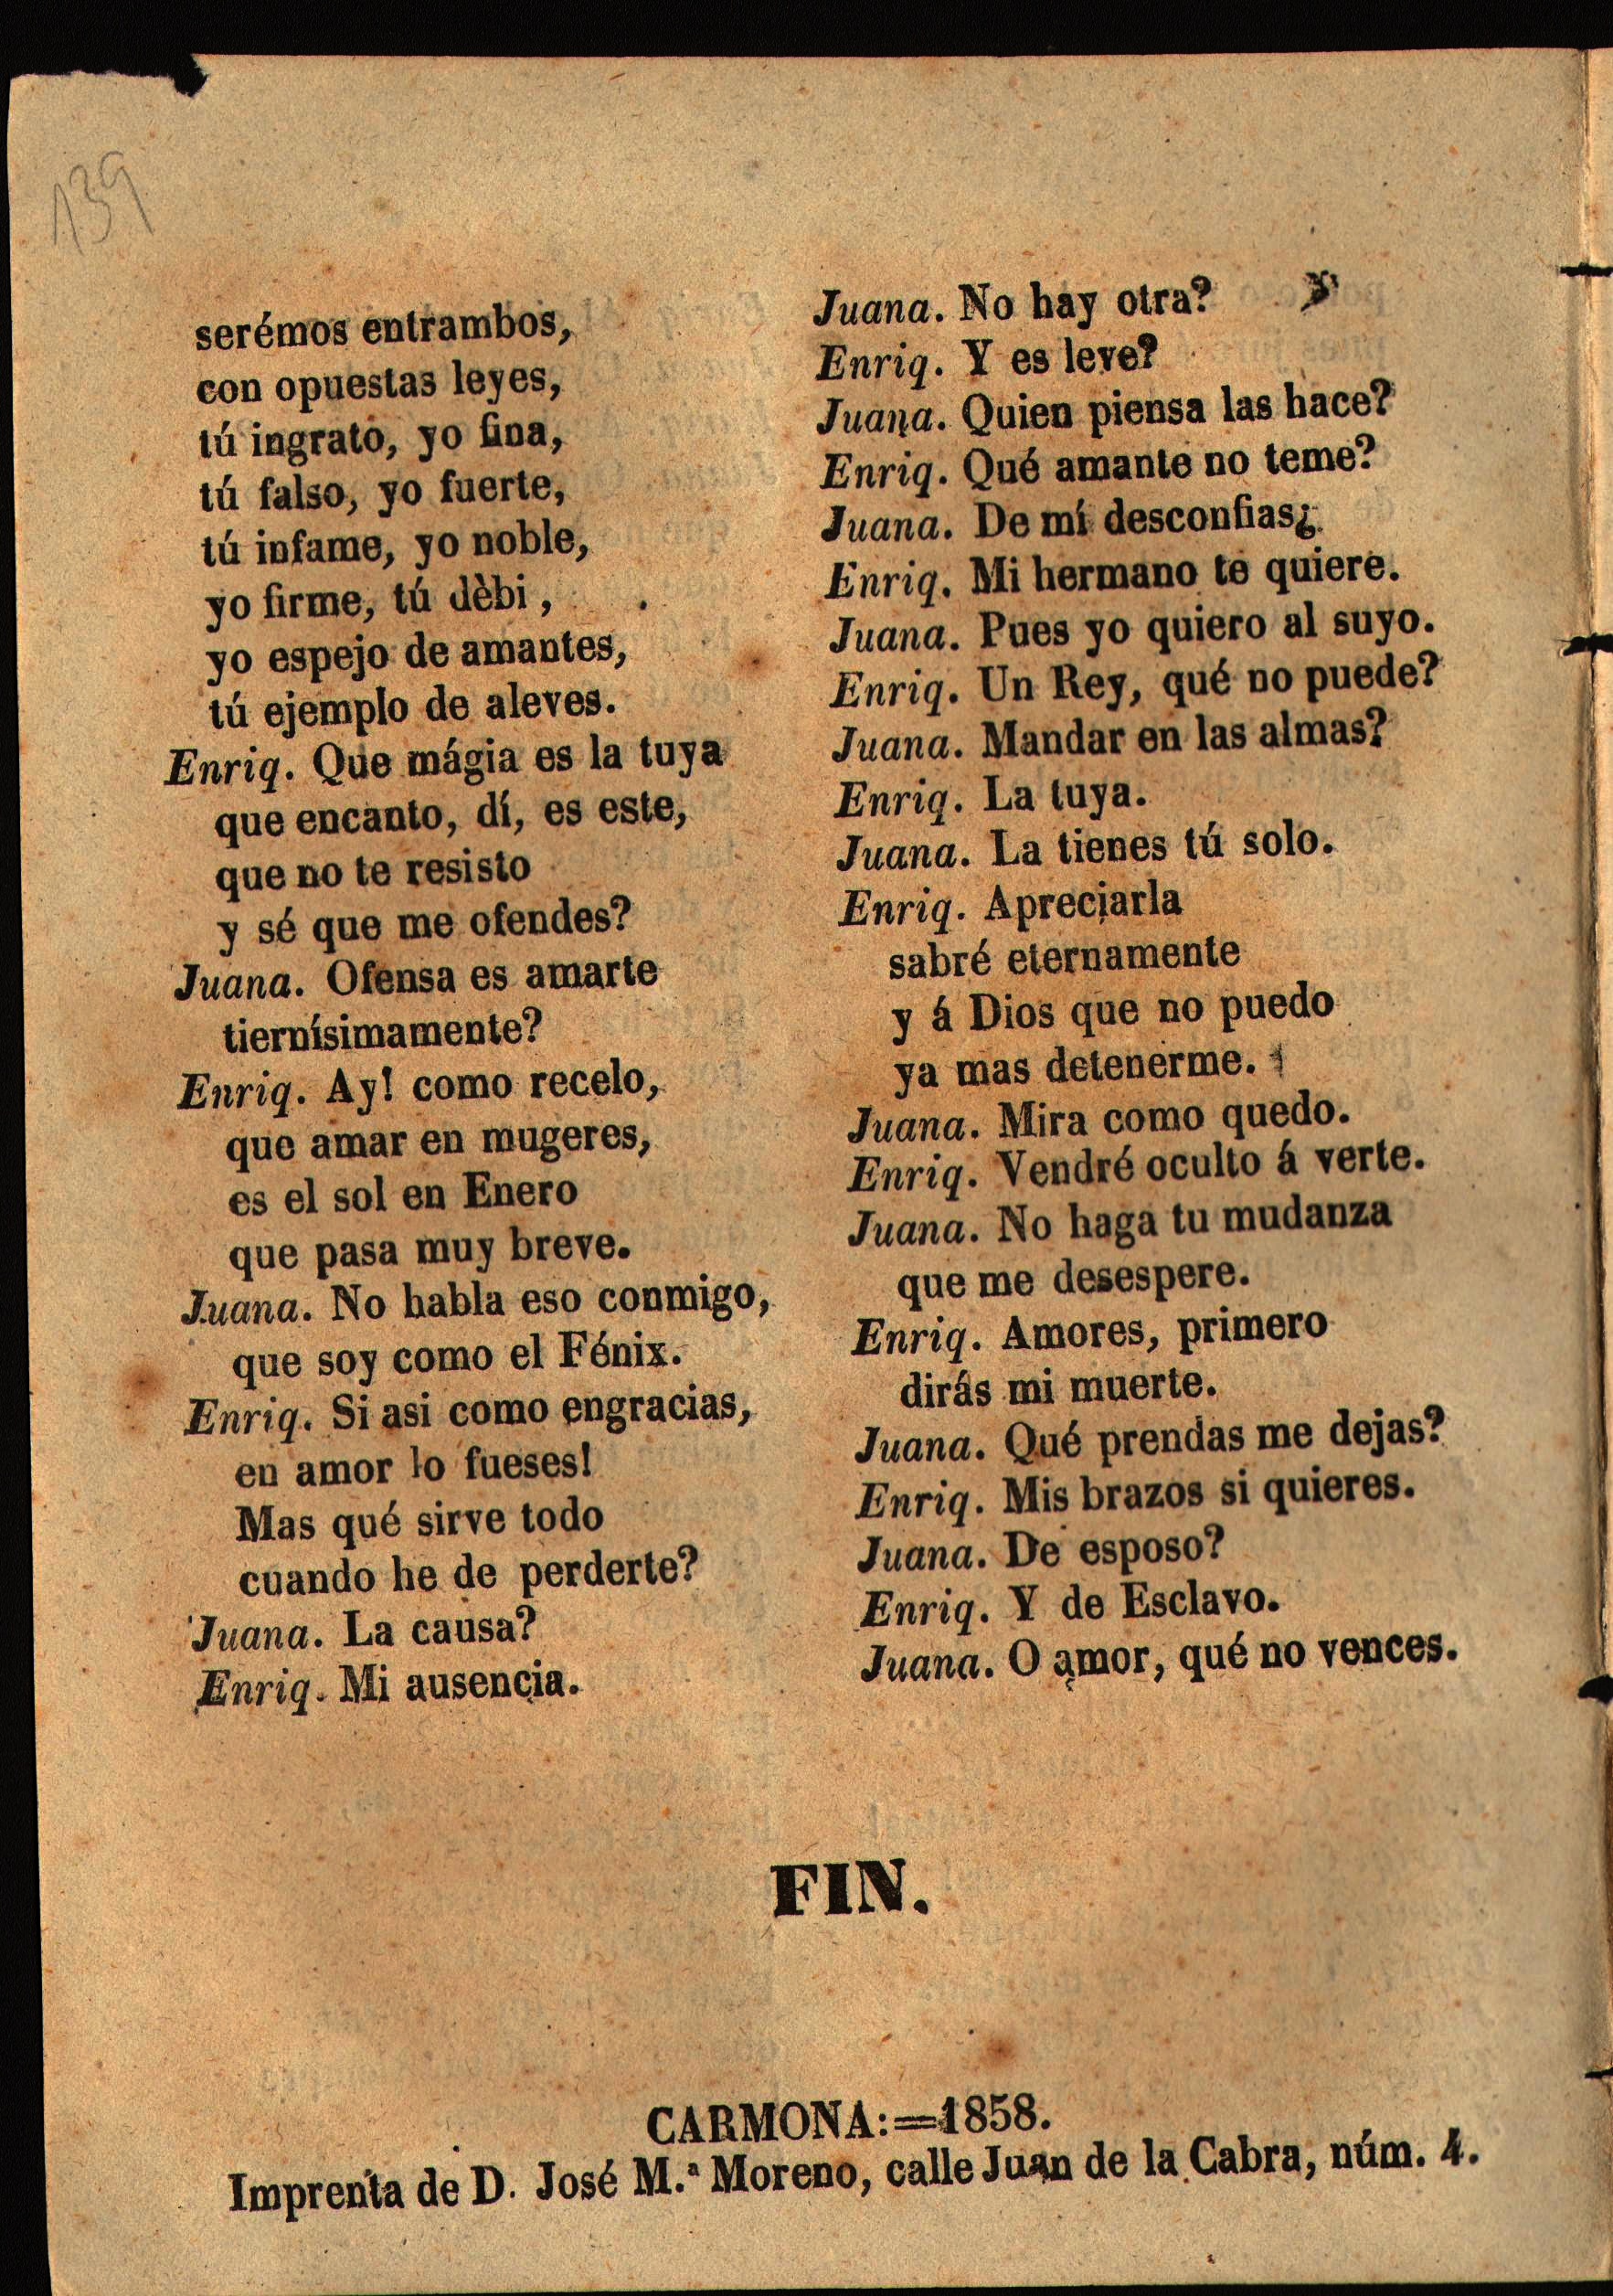 139
serémos entrambos,
con opuestas leyes,
tú ingrato, yo fina,
tú falso, yo fuerte,
tú infame, yo noble,
yo firme, tú dèbi ,
yo espejo de amantes,
tú ejemplo de aleves.
Enriq. Que mágia es la tuya
que encanto, dí, es este,
que no te resisto
y sé que me ofendes?
Juana. Ofensa es amarte
tiernísimamente?
Enriq. Ay! como recelo,
que amar en mugeres,
es el sol en Enero
que pasa muy breve.
Juana. No habla eso conmigo,
que soy como el Fénix.
Enriq. Si asi como engracias,
en amor lo fueses!
Mas qué sirve todo
cuando he de perderte?
Juana. La causa?
Enriq. Mi ausencia.
Juana. No hay otra?
Enriq. Y es leve?
Juana. Quien piensa las hace?
Enriq. Qué amante no teme?
Juana. De mí desconfias¿
Enriq. Mi hermano te quiere.
Juana. Pues yo quiero al suyo.
Enriq. Un Rey, qué no puede?
Juana. Mandar en las almas?
Enriq. La tuya.
Juana. La tienes tú solo.
Enriq. Apreciarla
sabré eternamente
y á Dios que no puedo
ya mas detenerme.
Juana. Mira como quedo.
Enriq. Vendré oculto á verte.
Juana. No haga tu mudanza
que me desespere.
Enriq. Amores, primero
dirás mi muerte.
Juana. Qué prendas me dejas?
Enriq. Mis brazos si quieres.
Juana. De esposo?
Enriq. Y de Esclavo.
Juana. O amor, qué no vences.
FIN.
CARMONA:=1858.
Imprenta de D. José M.ª Moreno, calle Juan de la Cabra, núm. 4.